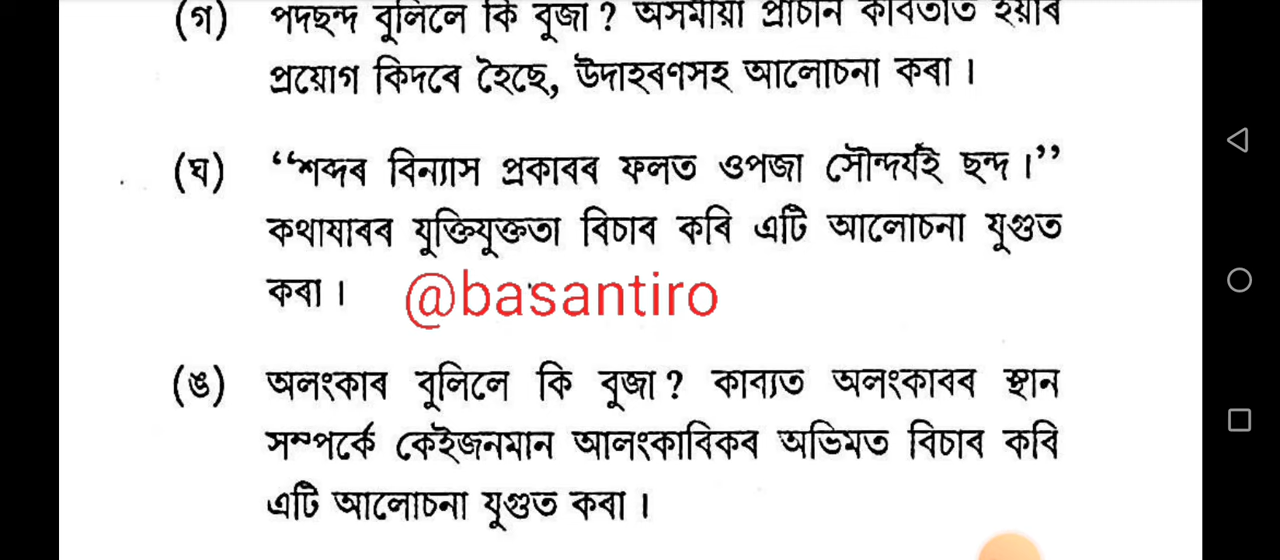 (গ) পদছন্দ বুলিলে কি বুজা ? অসমীয়া প্ৰাচীন কবিতাত ইয়াৰ
প্ৰয়োগ কিদৰে হৈছে, উদাহৰণসহ আলোচনা কৰা ।
(ঘ) “শব্দৰ বিন্যাস প্ৰকাৰৰ ফলত ওপজা সৌন্দৰ্যই ছন্দ ।”
কথাষাৰৰ যুক্তিযুক্ততা বিচাৰ কৰি এটি আলোচনা যুগুত
কৰা ।
@basantiro
(ঙ) অলংকাৰ বুলিলে কি বুজা ? কাব্যত অলংকাৰৰ স্থান
সম্পৰ্কে কেইজনমান আলংকাৰিকৰ অভিমত বিচাৰ কৰি
এটি আলোচনা যুগুত কৰা ।